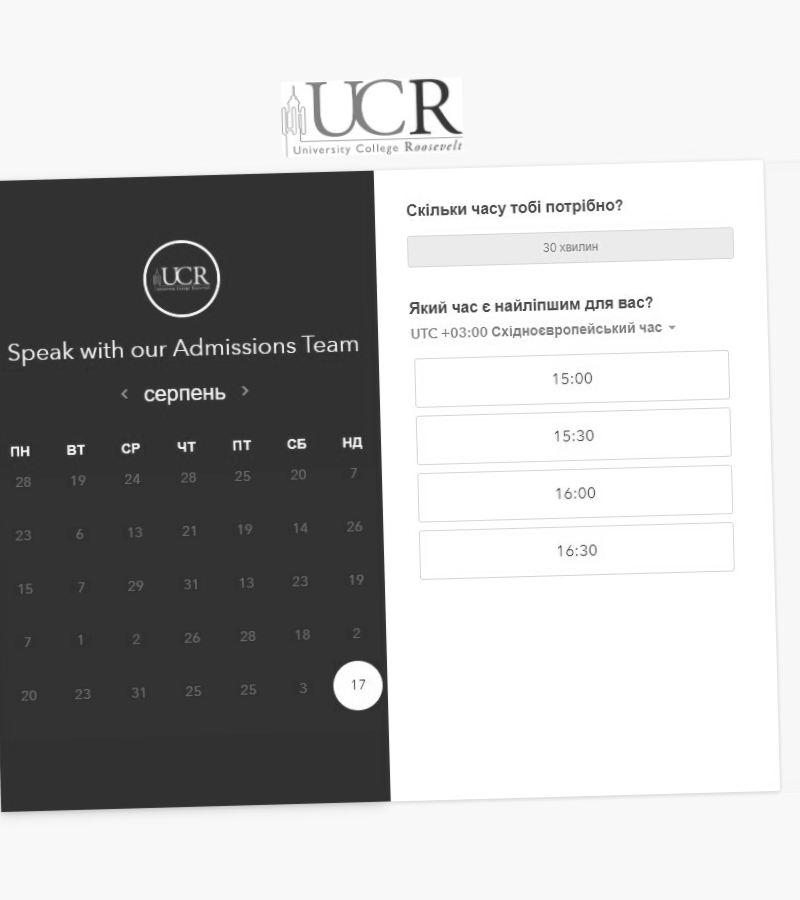 UCR
University College Roosevelt
UCR
Speak with our Admissions Team
серпень
ПН ВТ СР ЧТ ПТ СБ НД
28 19 24 28 25 20 7
23 6 13 21 19 14 26
15 7 29 31 13 23 19
7 1 2 26 28 18 2
20 23 31 25 25 3 17
Скільки часу тобі потрібно?
30 хвилин
Який час є найліпшим для вас?
UTC +03:00 Східноєвропейський час
15:00
15:30
16:00
16:30